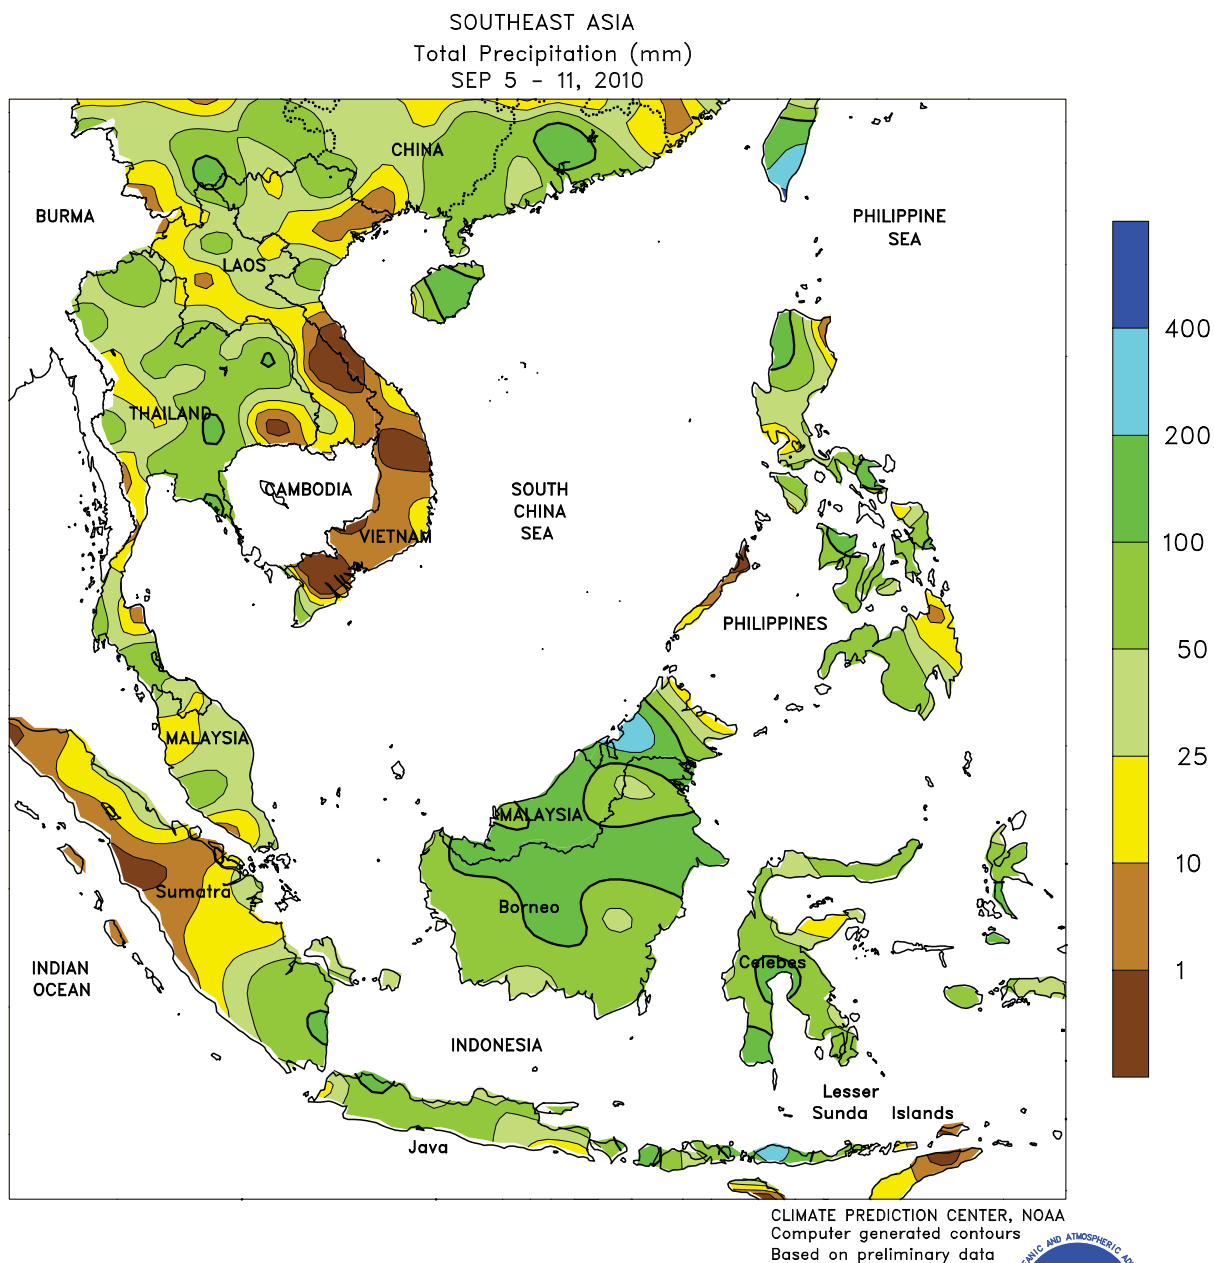 SOUTHEAST ASIA
Total Precipitation (mm)
SEP 5 - 11, 2010
CHINA
BURMA
PHILIPPINE
SEA
LAOS
400
THAILAND
200
CAMBODIA
SOUTH
CHINA
SEA
VIETNAM
100
PHILIPPINES
50
MALAYSIA
25
MALAYSIA
10
Sumatra
Borneo
Celebes
INDIAN
OCEAN
1
INDONESIA
Lesser
Sunda Islands
Java
CLIMATE PREDICTION CENTER, NOAA
Computer generated contours
Based on preliminary data
AND ATMOSPHERIC